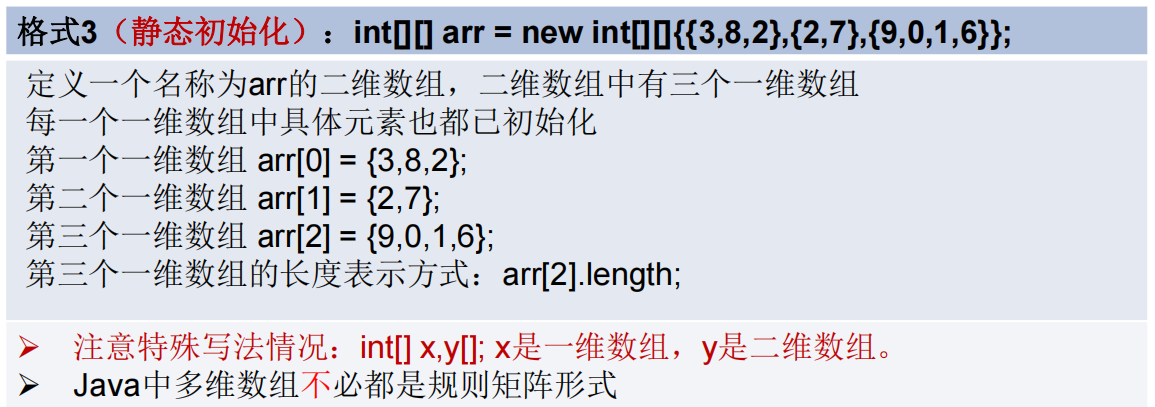 格式3（静态初始化）：int[][] arr = new int[][]{{3,8,2},{2,7},{9,0,1,6}};
定义一个名称为arr的二维数组，二维数组中有三个一维数组
每一个一维数组中具体元素也都已初始化
第一个一维数组 arr[0] = {3,8,2};
第二个一维数组 arr[1] = {2,7};
第三个一维数组 arr[2] = {9,0,1,6};
第三个一维数组的长度表示方式：arr[2].length;
➢ 注意特殊写法情况：int[] x,y[]; x是一维数组，y是二维数组。
➢ Java中多维数组不必都是规则矩阵形式